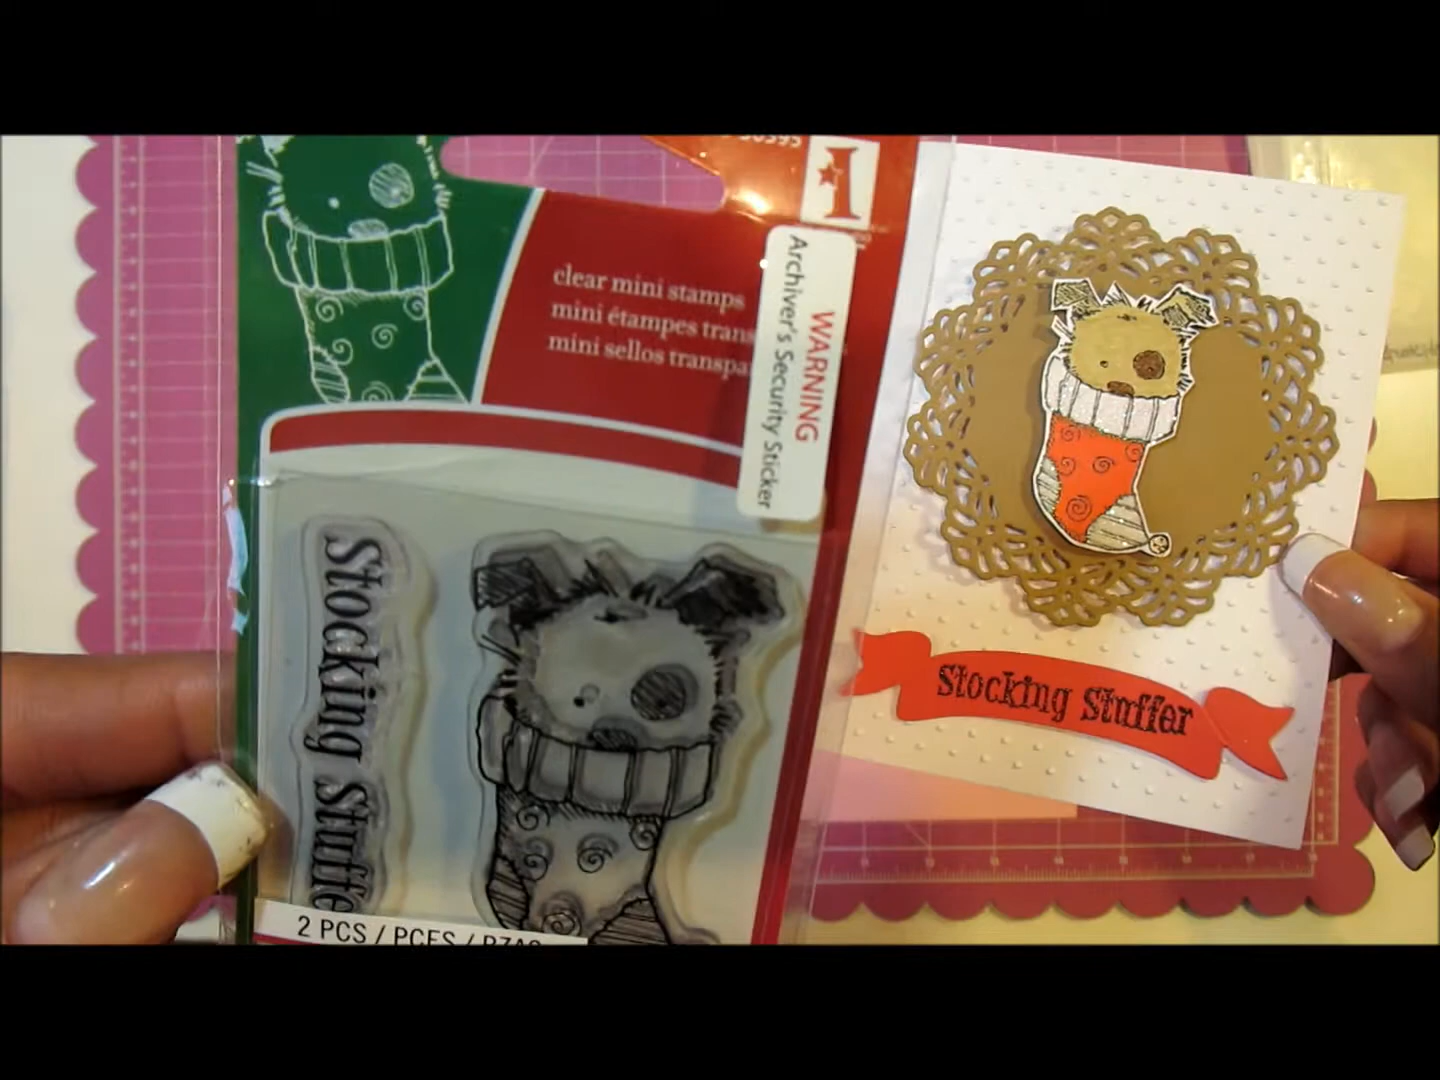 clear mini stamps
mini étampes trans
mini sellos transpa
WARNING
Archiver's Security Sticker
Stocking Stuffe
2 PCS / PCES /
Stocking Stuffer